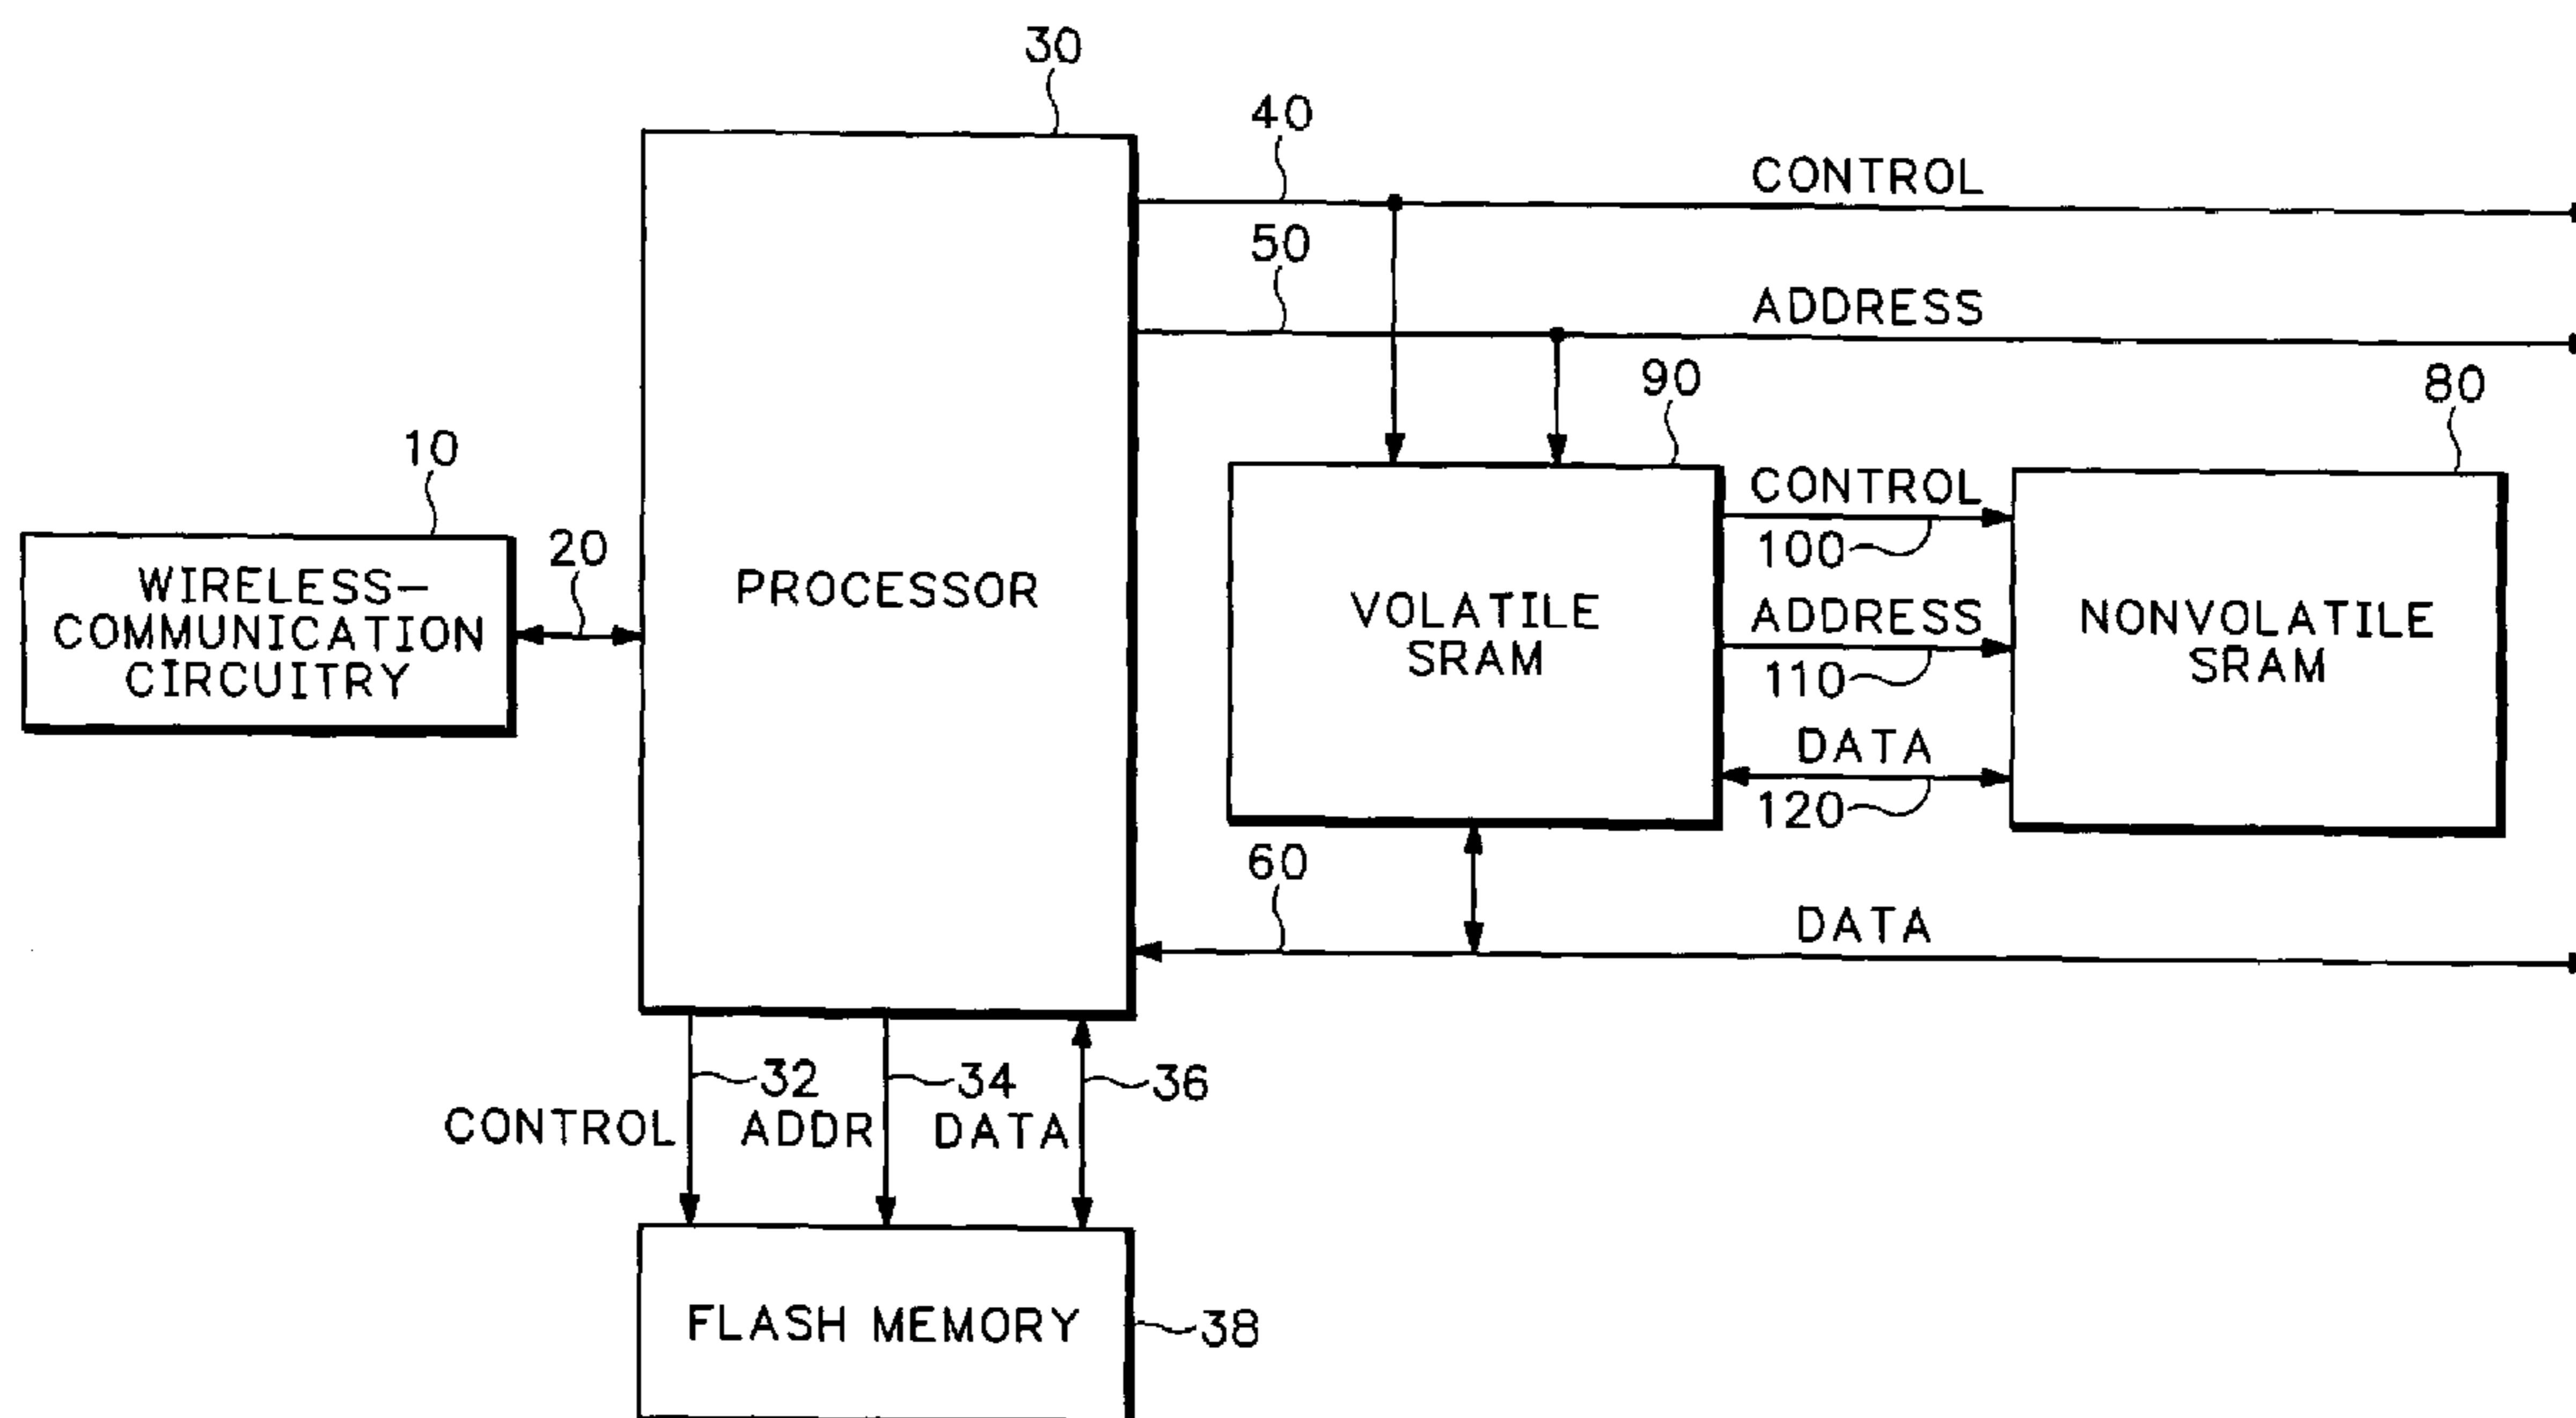 30
40
CONTROL
50
ADDRESS
90
80
10
CONTROL
20
100
WIRELESS-
COMMUNICATION
CIRCUITRY
PROCESSOR
VOLATILE
SRAM
ADDRESS
110
NONVOLATILE
SRAM
DATA
120
60
DATA
32
34
36
CONTROL
ADDR
DATA
FLASH MEMORY
38